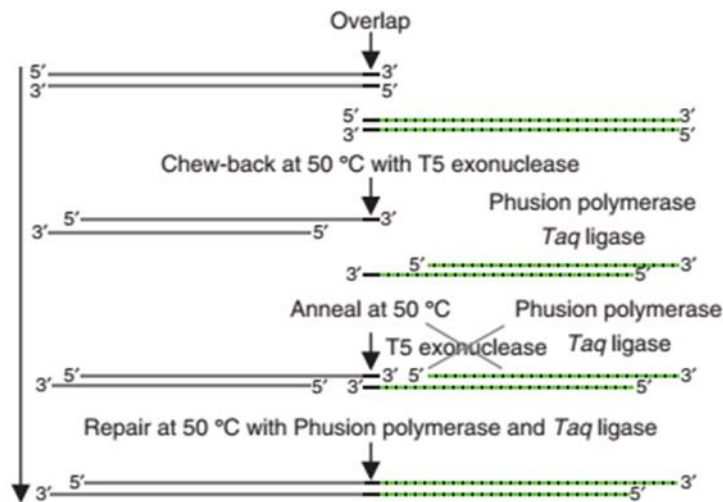 Overlap
5′ 3′
3′ 5′
5′ 3′
3′ 5′
Chew-back at 50 °C with T5 exonuclease
5′ 3′
3′ 5′
Phusion polymerase
Taq ligase
5′ 3′
3′ 5′
Anneal at 50 °C Phusion polymerase
T5 exonuclease Taq ligase
5′ 3′ 5′ 3′
3′ 5′ 3′ 5′
Repair at 50 °C with Phusion polymerase and Taq ligase
5′ 3′
3′ 5′